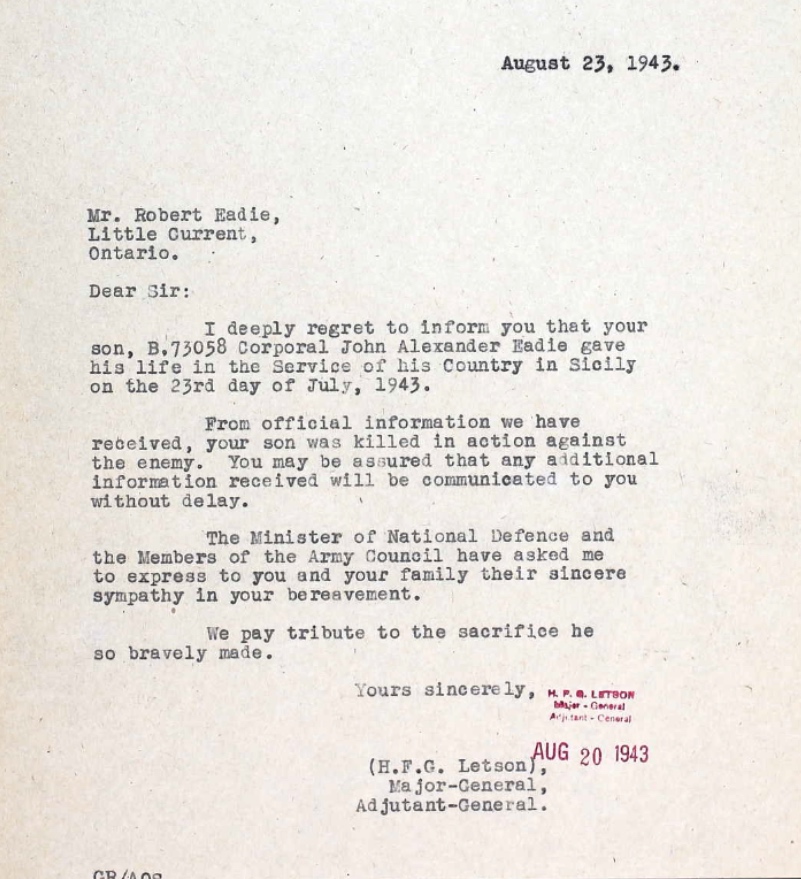 August 23, 1943.
Mr. Robert Eadie,
Little Current,
Ontario.
Dear Sir:
I deeply regret to inform you that your
son, B.73058 Corporal John Alexander Eadie gave
his life in the Service of his Country in Sicily
on the 23rd day of July, 1943.
From official information we have
received, your son was killed in action against
the enemy. You may be assured that any additional
information received will be communicated to you
without delay.
The Minister of National Defence and
the Members of the Army Council have asked me
to express to you and your family their sincere
sympathy in your bereavement.
We pay tribute to the sacrifice he
so bravely made.
Yours sincerely,
H. F. G. LETSON
Major - General
Adjutant - General
AUG 20 1943
(H.F.G. Letson),
Major-General,
Adjutant-General.